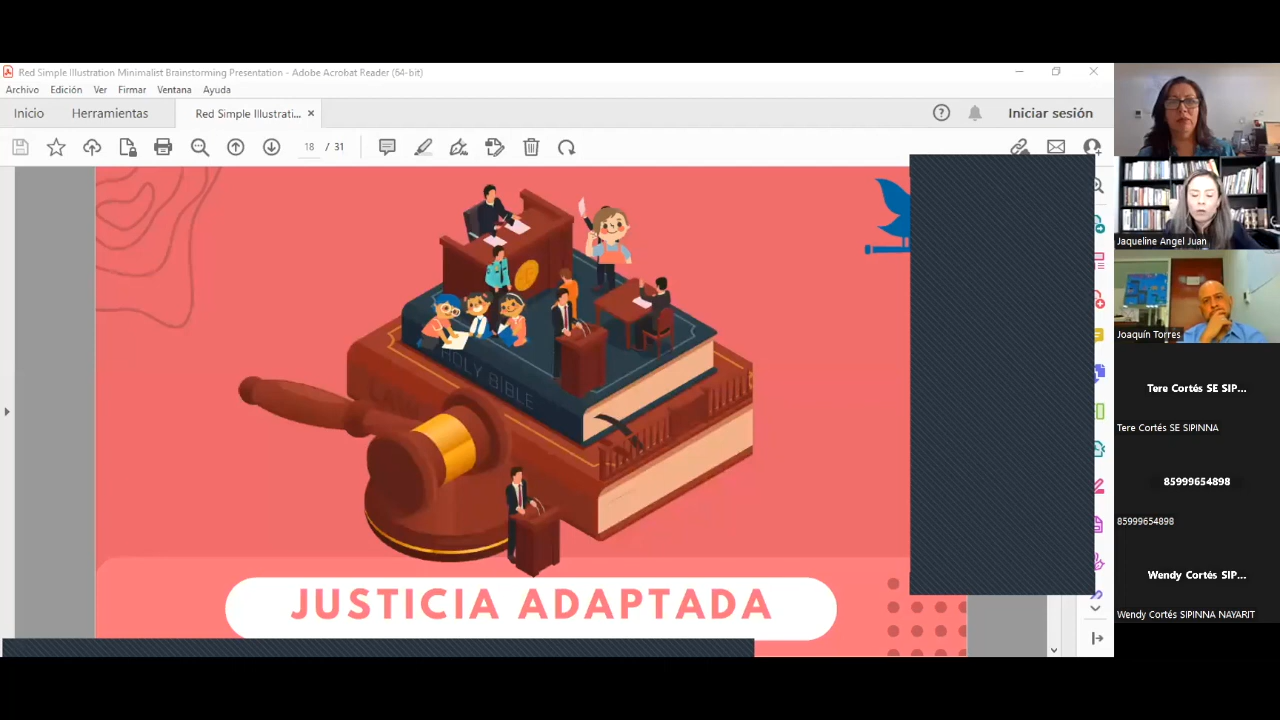 Red Simple Illustration Minimalist Brainstorming Presentation - Adobe Acrobat Reader (64-bit)
Archivo Edición Ver Firmar Ventana Ayuda
Inicio Herramientas Red Simple Illustrati... × Iniciar sesión
18 / 31
HOLY BIBLE
JUSTICIA ADAPTADA
Jaqueline Angel Juan
Joaquín Torres
Tere Cortés SE SIP...
Tere Cortés SE SIPINNA
85999654898
85999654898
Wendy Cortés SIP...
Wendy Cortés SIPINNA NAYARIT